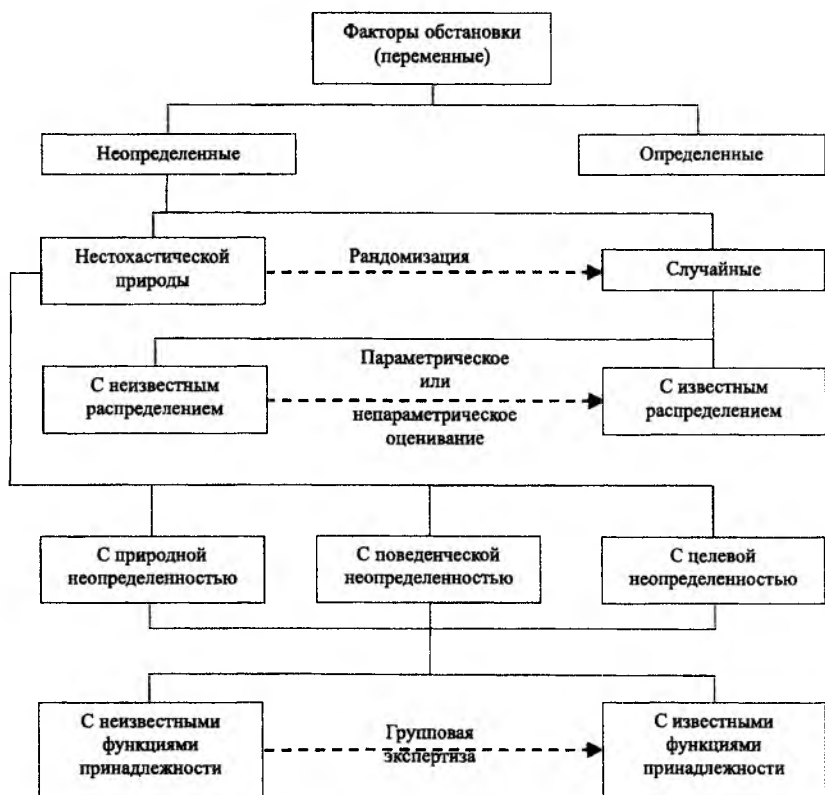 Факторы обстановки
(переменные)
Неопределенные
Определенные
Нестохастической
природы
Рандомизация
Случайные
С неизвестным
распределением
Параметрическое
или
непараметрическое
оценивание
С известным
распределением
С природной
неопределенностью
С поведенческой
неопределенностью
С целевой
неопределенностью
С неизвестными
функциями
принадлежности
Групповая
экспертиза
С известными
функциями
принадлежности